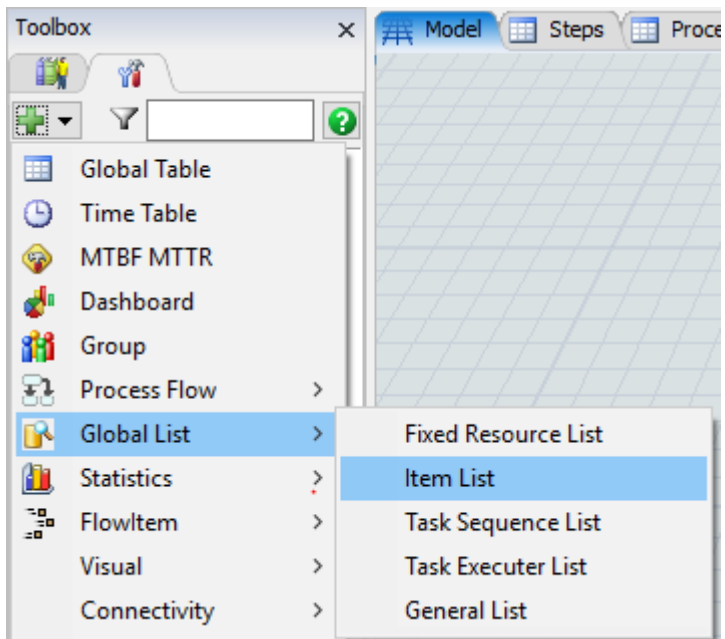 Toolbox
Model
Steps
Proce
Global Table
Time Table
MTBF MTTR
Dashboard
Group
Process Flow
Global List
Fixed Resource List
Statistics
Item List
FlowItem
Task Sequence List
Visual
Task Executer List
Connectivity
General List